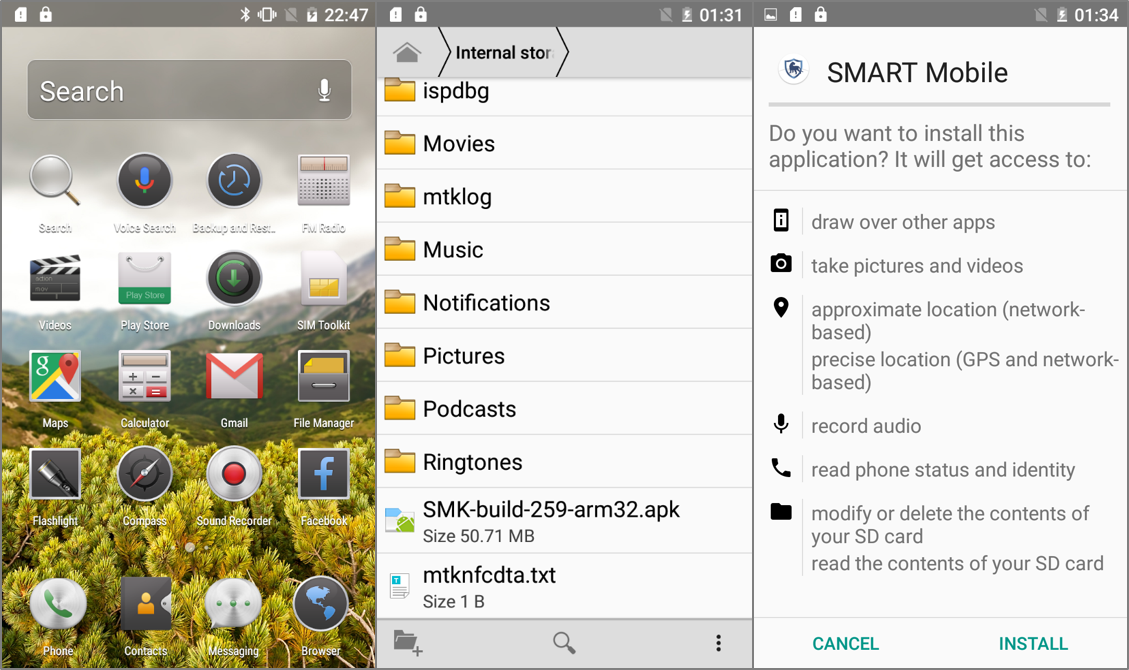 22:47
Search
Search
Voice Search
Backup and Rest..
FM Radio
action
Videos
Play Store
Play Store
Downloads
SIM Toolkit
g
Maps
Calculator
Gmail
File Manager
Flashlight
Compass
Sound Recorder
f
Facebook
Phone
Contacts
Messaging
Browser
01:31
Internal stor
ispdbg
Movies
mtklog
Music
Notifications
Pictures
Podcasts
Ringtones
SMK-build-259-arm32.apk
Size 50.71 MB
T
mtknfcdta.txt
Size 1 B
01:34
SMART Mobile
Do you want to install this
application? It will get access to:
draw over other apps
take pictures and videos
approximate location (network-
based)
precise location (GPS and network-
based)
record audio
read phone status and identity
modify or delete the contents of
your SD card
read the contents of your SD card
CANCEL
INSTALL